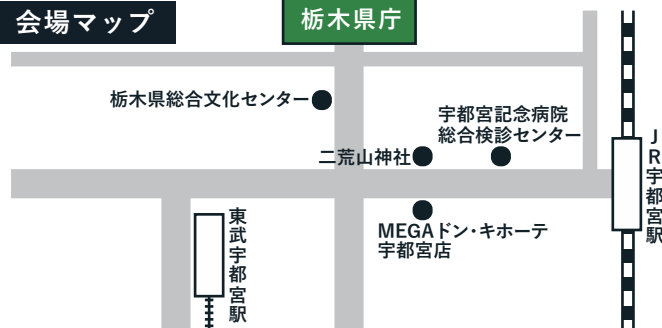 会場マップ
栃木県庁
栃木県総合文化センター
宇都宮記念病院
総合検診センター
二荒山神社
MEGAドン・キホーテ
宇都宮店
東武宇都宮駅
JR宇都宮駅